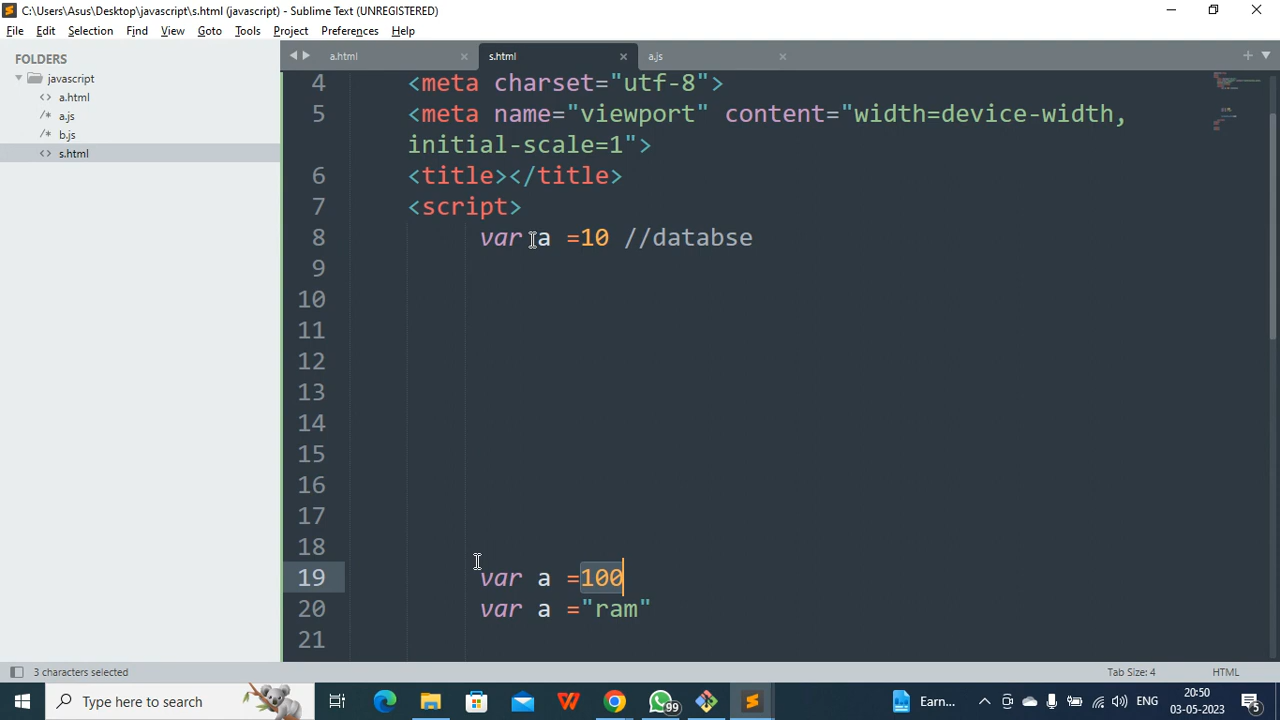 C:\Users\Asus\Desktop\javascript\s.html (javascript) - Sublime Text (UNREGISTERED)
File Edit Selection Find View Goto Tools Project Preferences Help
FOLDERS
javascript
a.html
a.js
b.js
s.html
a.html s.html a.js
4 <meta charset="utf-8">
5 <meta name="viewport" content="width=device-width,
initial-scale=1">
6 <title></title>
7 <script>
8 var a =10 //databse
9
10
11
12
13
14
15
16
17
18
19 var a =100
20 var a ="ram"
21
3 characters selected Tab Size: 4 HTML
Type here to search 99 Earn... ENG 20:50
03-05-2023 5